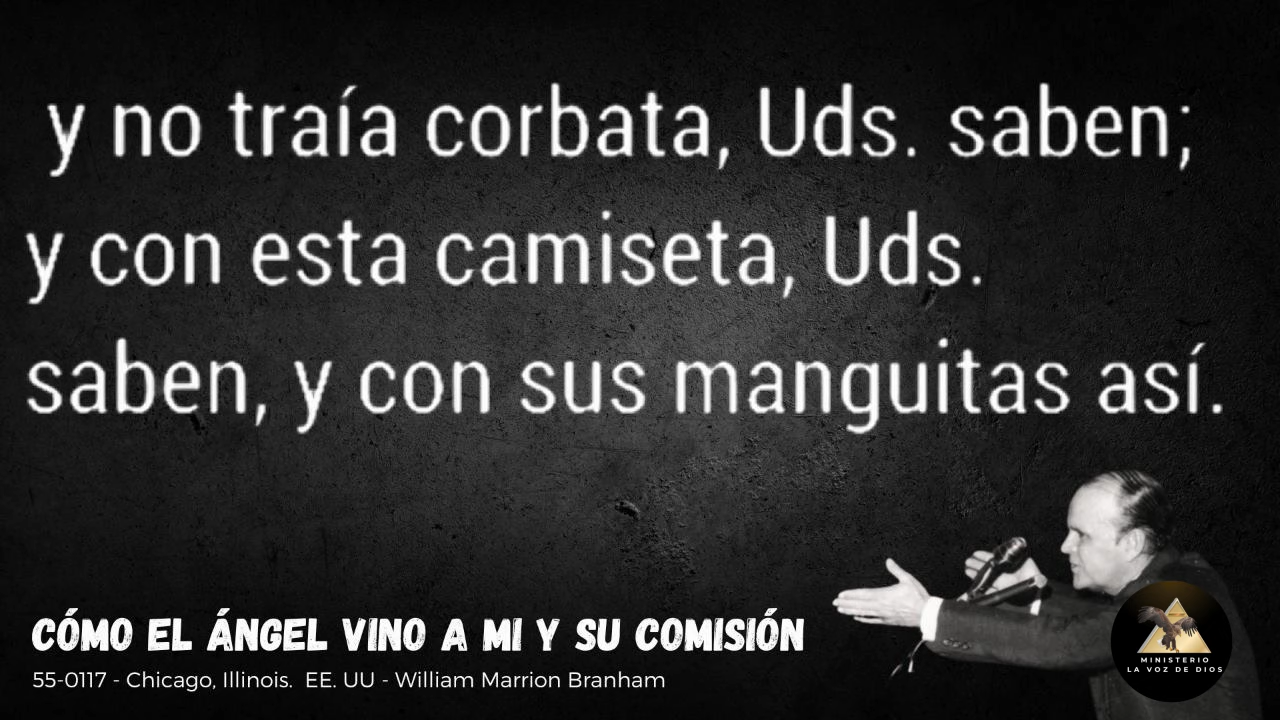 y no traía corbata, Uds. saben;
y con esta camiseta, Uds.
saben, y con sus manguitas así.
CÓMO EL ÁNGEL VINO A MI Y SU COMISIÓN
55-0117 - Chicago, Illinois. EE. UU - William Marrion Branham
MINISTERIO
LA VOZ DE DIOS